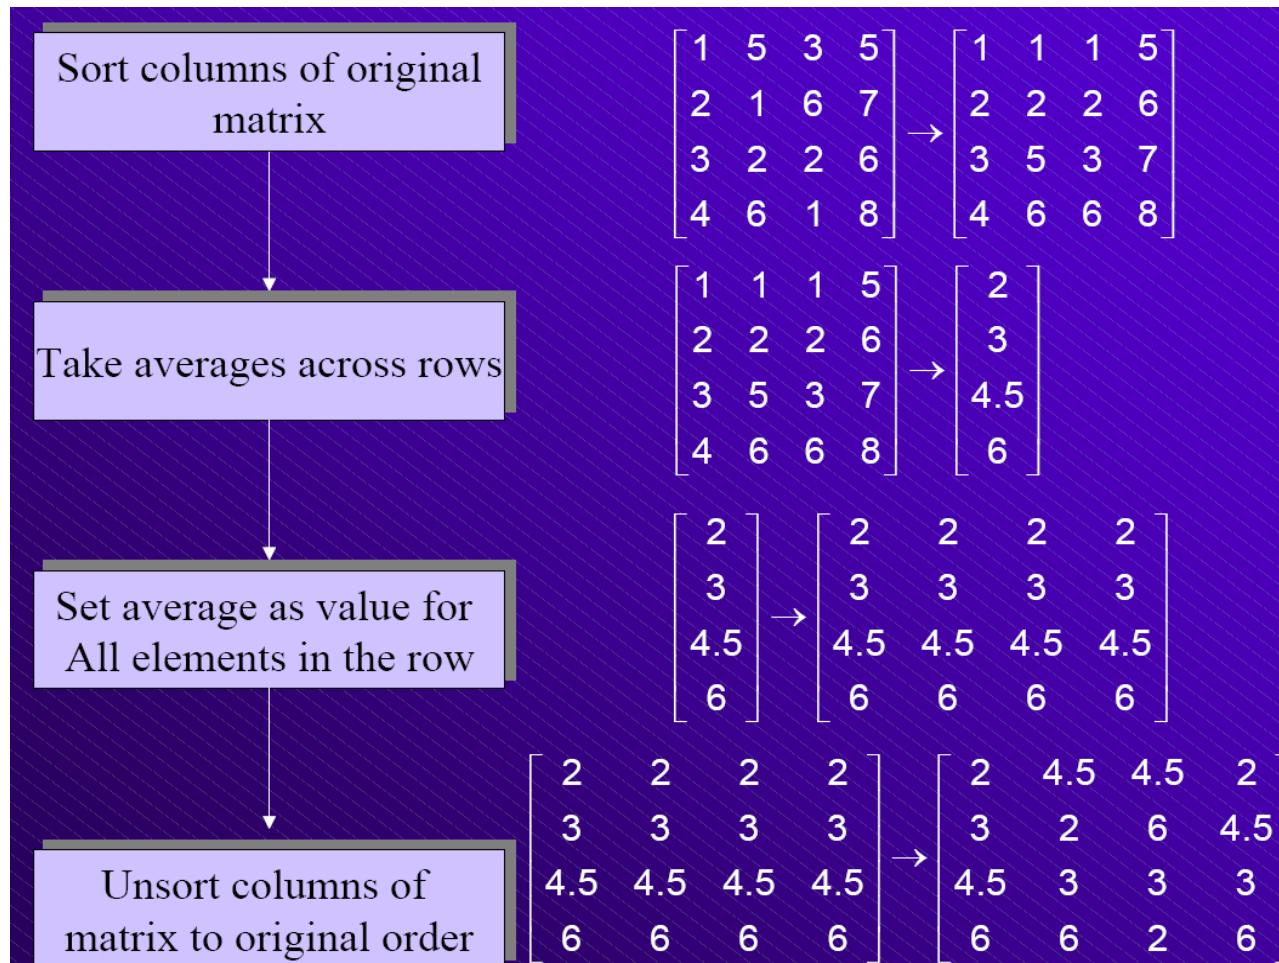 Sort columns of original
matrix
1 5 3 5 1 1 1 5
2 1 6 7 2 2 2 6
→
3 2 2 6 3 5 3 7
4 6 1 8 4 6 6 8
Take averages across rows
1 1 1 5 2
2 2 2 6 3
→
3 5 3 7 4.5
4 6 6 8 6
Set average as value for
All elements in the row
2 2 2 2 2
3 3 3 3 3
→
4.5 4.5 4.5 4.5 4.5
6 6 6 6 6
Unsort columns of
matrix to original order
2 2 2 2 2 4.5 4.5 2
3 3 3 3 3 2 6 4.5
→
4.5 4.5 4.5 4.5 4.5 3 3 3
6 6 6 6 6 6 2 6